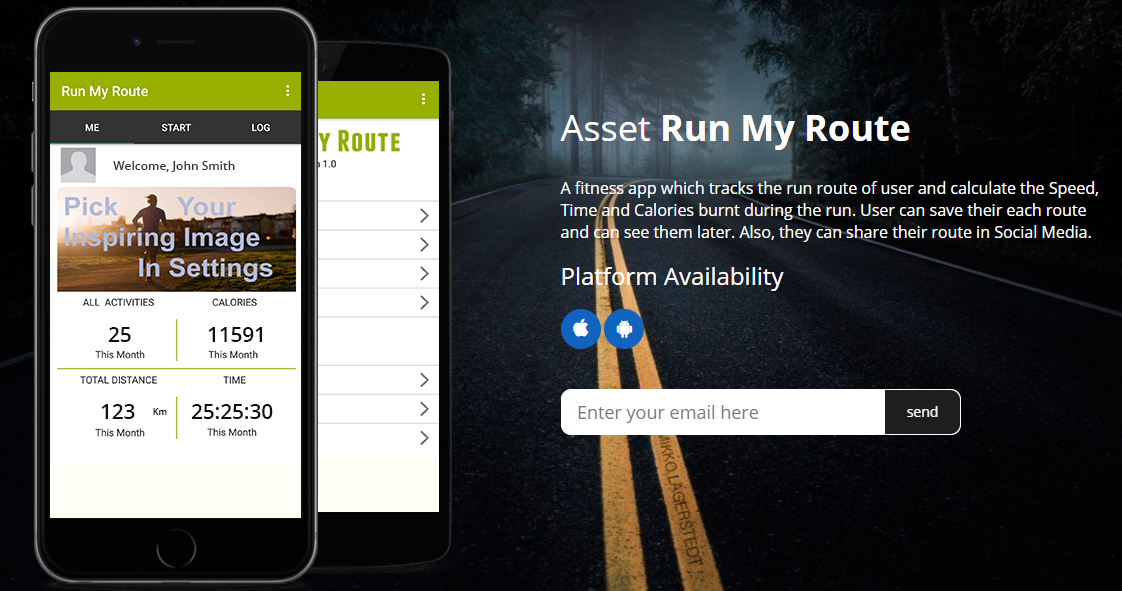 Run My Route
ME START LOG
Welcome, John Smith
Pick Your
Inspiring Image
In Settings
ALL ACTIVITIES CALORIES
25 11591
This Month This Month
TOTAL DISTANCE TIME
123 Km 25:25:30
This Month This Month
Y ROUTE
1.0
Asset Run My Route
A fitness app which tracks the run route of user and calculate the Speed,
Time and Calories burnt during the run. User can save their each route
and can see them later. Also, they can share their route in Social Media.
Platform Availability
Enter your email here send
MIKKO LAGERSTEDT